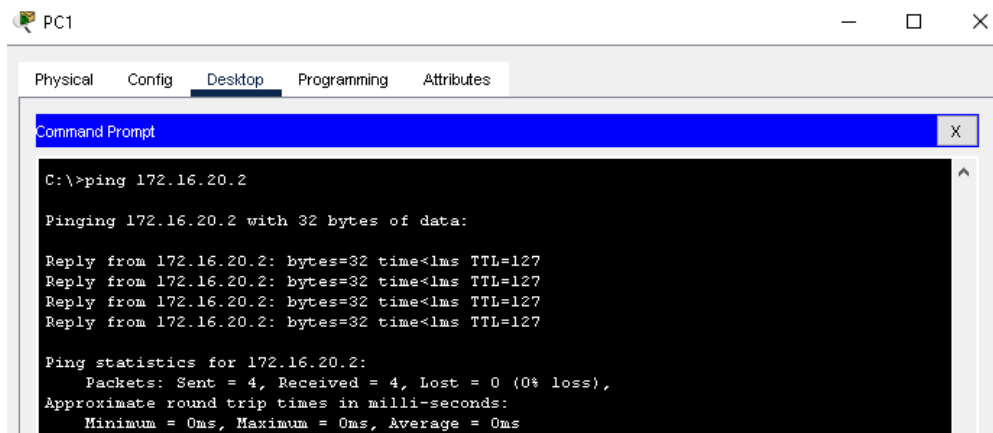 PC1
Physical Config Desktop Programming Attributes
Command Prompt X
C:\>ping 172.16.20.2
Pinging 172.16.20.2 with 32 bytes of data:
Reply from 172.16.20.2: bytes=32 time<1ms TTL=127
Reply from 172.16.20.2: bytes=32 time<1ms TTL=127
Reply from 172.16.20.2: bytes=32 time<1ms TTL=127
Reply from 172.16.20.2: bytes=32 time<1ms TTL=127
Ping statistics for 172.16.20.2:
Packets: Sent = 4, Received = 4, Lost = 0 (0% loss),
Approximate round trip times in milli-seconds:
Minimum = 0ms, Maximum = 0ms, Average = 0ms